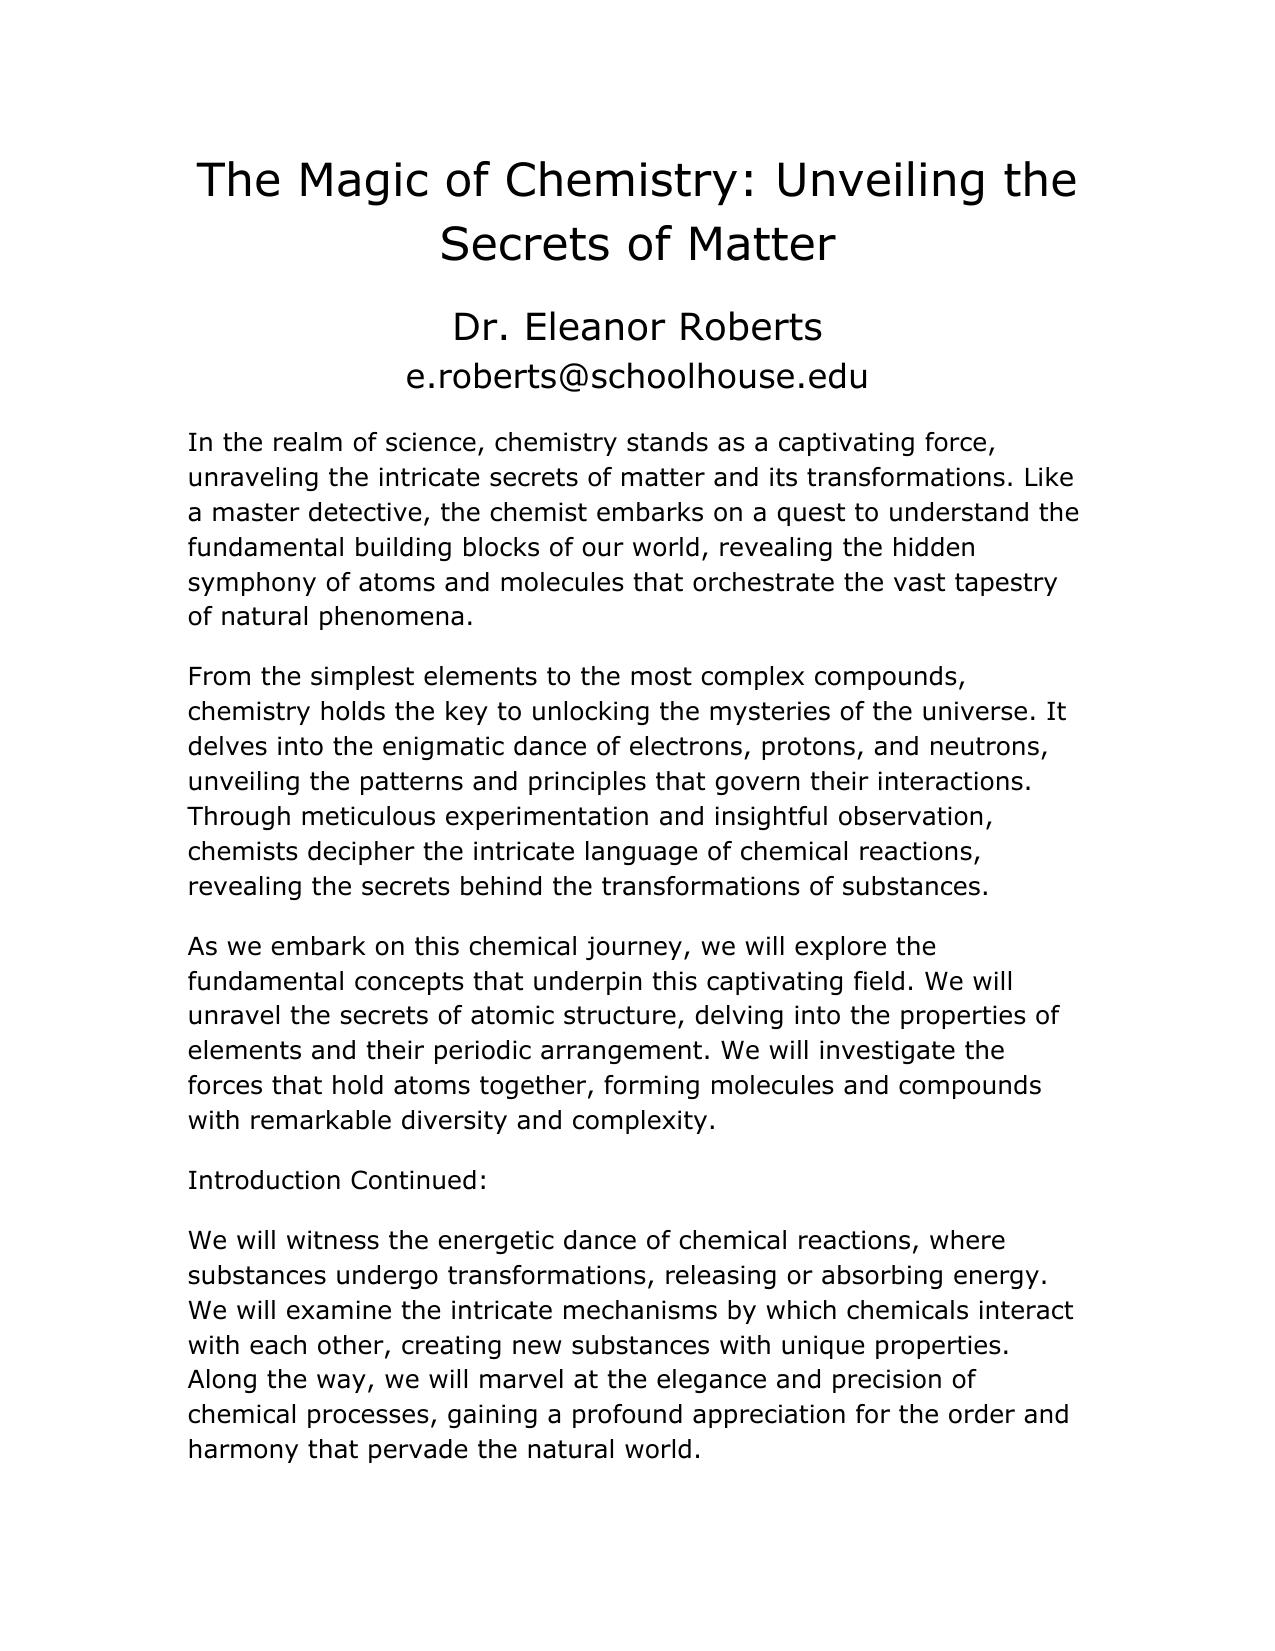 The Magic of Chemistry: Unveiling the
Secrets of Matter
Dr. Eleanor Roberts
e.roberts@schoolhouse.edu
In the realm of science, chemistry stands as a captivating force,
unraveling the intricate secrets of matter and its transformations. Like
a master detective, the chemist embarks on a quest to understand the
fundamental building blocks of our world, revealing the hidden
symphony of atoms and molecules that orchestrate the vast tapestry
of natural phenomena.
From the simplest elements to the most complex compounds,
chemistry holds the key to unlocking the mysteries of the universe. It
delves into the enigmatic dance of electrons, protons, and neutrons,
unveiling the patterns and principles that govern their interactions.
Through meticulous experimentation and insightful observation,
chemists decipher the intricate language of chemical reactions,
revealing the secrets behind the transformations of substances.
As we embark on this chemical journey, we will explore the
fundamental concepts that underpin this captivating field. We will
unravel the secrets of atomic structure, delving into the properties of
elements and their periodic arrangement. We will investigate the
forces that hold atoms together, forming molecules and compounds
with remarkable diversity and complexity.
Introduction Continued:
We will witness the energetic dance of chemical reactions, where
substances undergo transformations, releasing or absorbing energy.
We will examine the intricate mechanisms by which chemicals interact
with each other, creating new substances with unique properties.
Along the way, we will marvel at the elegance and precision of
chemical processes, gaining a profound appreciation for the order and
harmony that pervade the natural world.